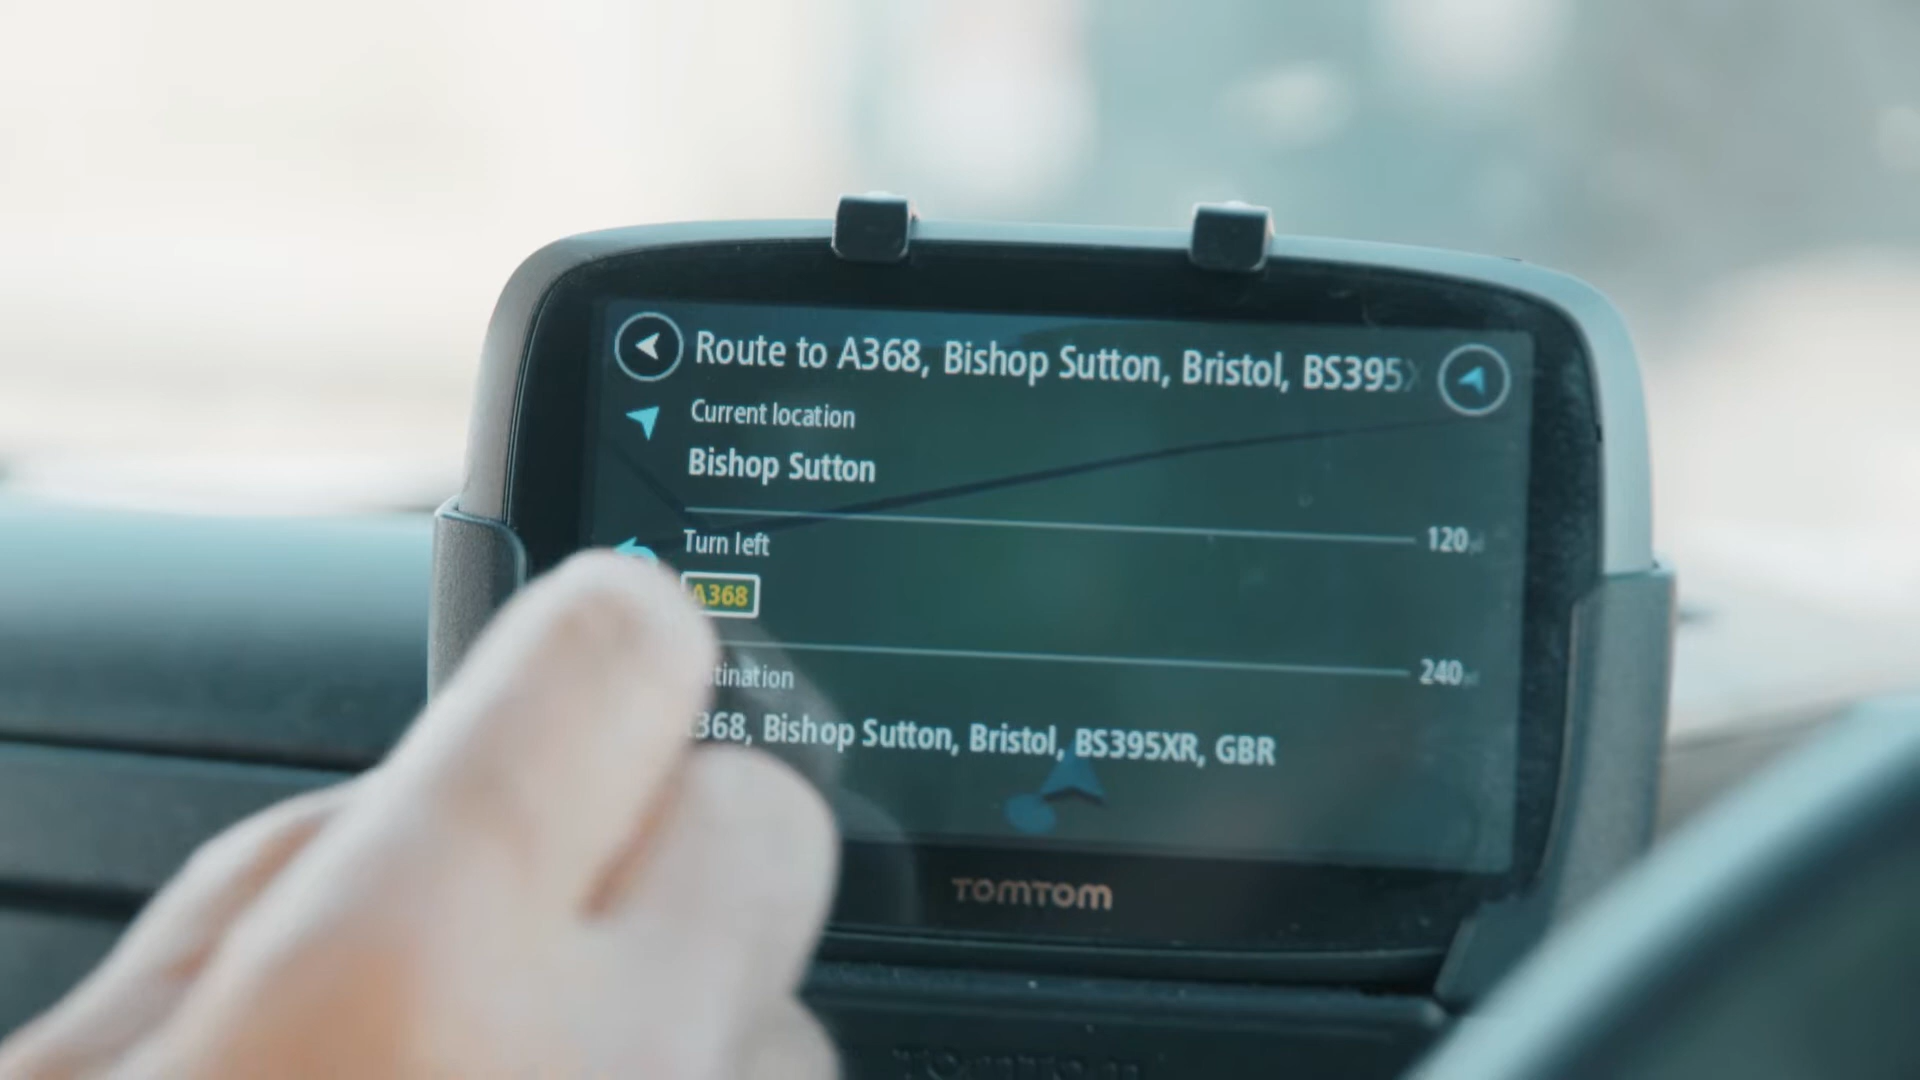 Route to A368, Bishop Sutton, Bristol, BS395
Current location
Bishop Sutton
120
Turn left
A368
240
tination
368, Bishop Sutton, Bristol, BS395XR, GBR
TOMTOM